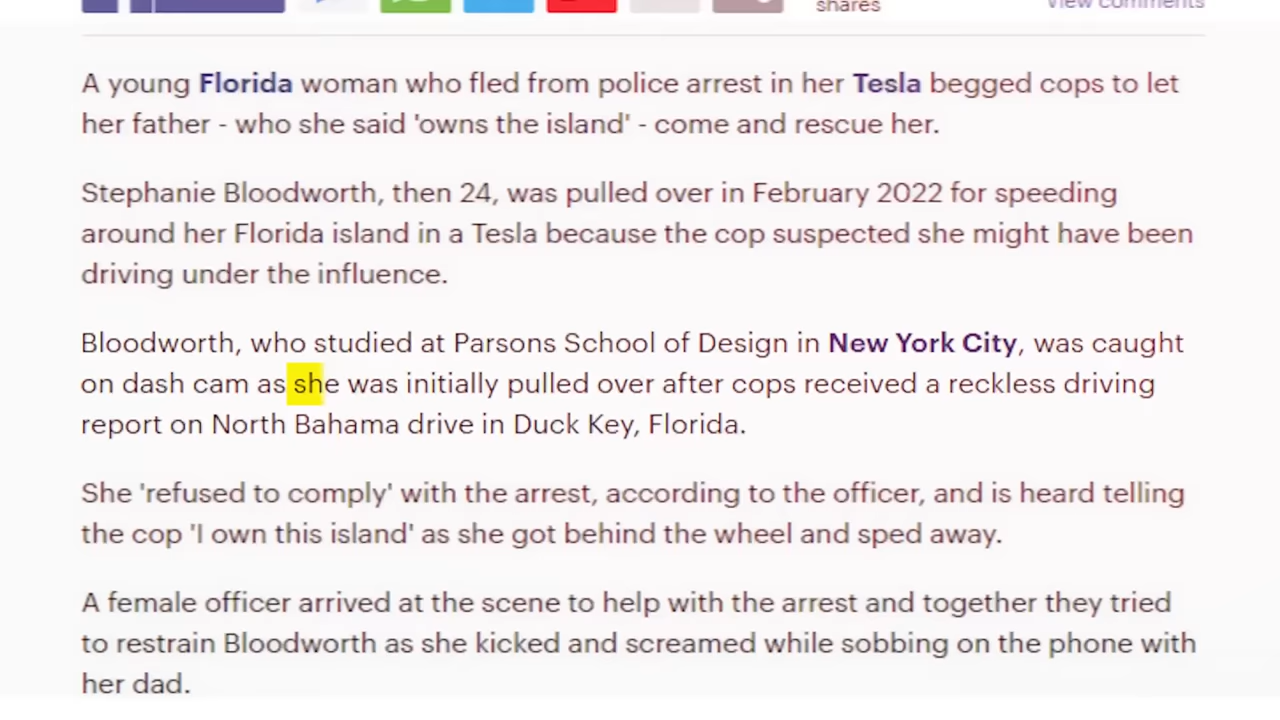 shares
View comments
A young Florida woman who fled from police arrest in her Tesla begged cops to let
her father - who she said 'owns the island' - come and rescue her.
Stephanie Bloodworth, then 24, was pulled over in February 2022 for speeding
around her Florida island in a Tesla because the cop suspected she might have been
driving under the influence.
Bloodworth, who studied at Parsons School of Design in New York City, was caught
on dash cam as she was initially pulled over after cops received a reckless driving
report on North Bahama drive in Duck Key, Florida.
She 'refused to comply' with the arrest, according to the officer, and is heard telling
the cop 'I own this island' as she got behind the wheel and sped away.
A female officer arrived at the scene to help with the arrest and together they tried
to restrain Bloodworth as she kicked and screamed while sobbing on the phone with
her dad.